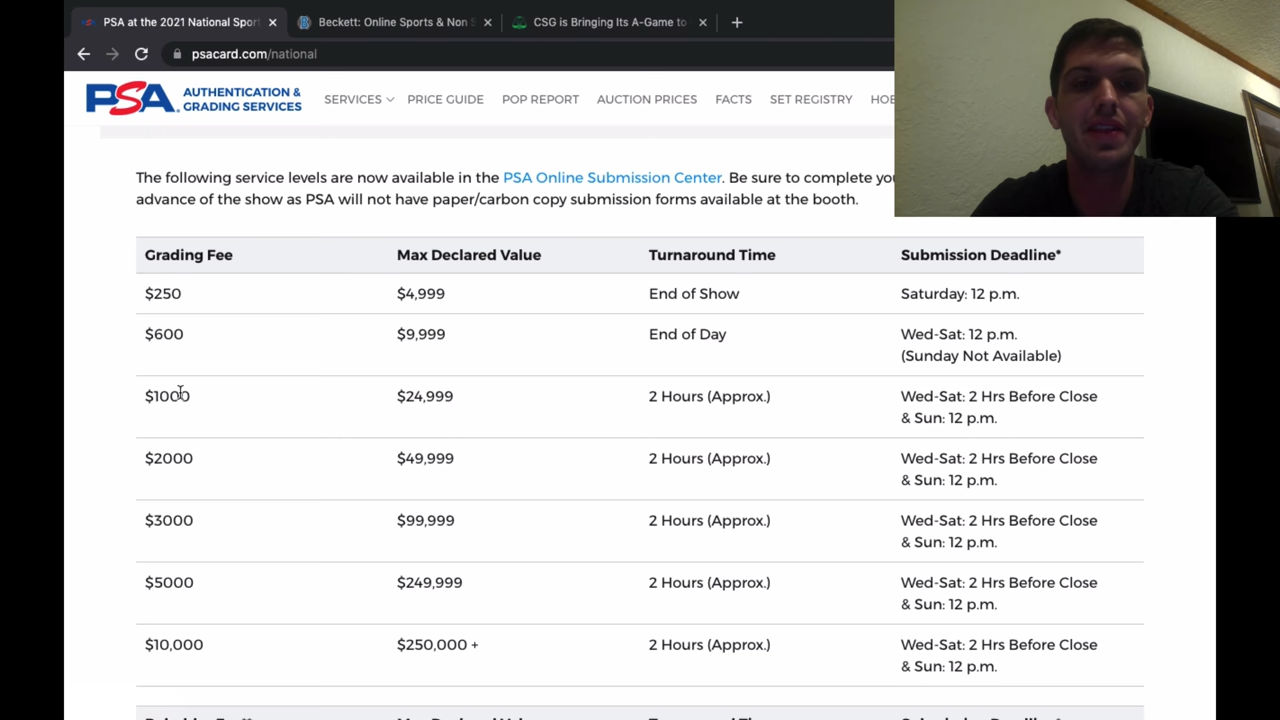 PSA at the 2021 National Sport
Beckett: Online Sports & Non S
CSG is Bringing Its A-Game to
psacard.com/national
PSA AUTHENTICATION &
GRADING SERVICES
SERVICES PRICE GUIDE POP REPORT AUCTION PRICES FACTS SET REGISTRY
The following service levels are now available in the PSA Online Submission Center. Be sure to complete
advance of the show as PSA will not have paper/carbon copy submission forms available at the booth.
Grading Fee Max Declared Value Turnaround Time Submission Deadline*
$250 $4,999 End of Show Saturday: 12 p.m.
$600 $9,999 End of Day Wed-Sat: 12 p.m.
(Sunday Not Available)
$1000 $24,999 2 Hours (Approx.) Wed-Sat: 2 Hrs Before Close
& Sun: 12 p.m.
$2000 $49,999 2 Hours (Approx.) Wed-Sat: 2 Hrs Before Close
& Sun: 12 p.m.
$3000 $99,999 2 Hours (Approx.) Wed-Sat: 2 Hrs Before Close
& Sun: 12 p.m.
$5000 $249,999 2 Hours (Approx.) Wed-Sat: 2 Hrs Before Close
& Sun: 12 p.m.
$10,000 $250,000 + 2 Hours (Approx.) Wed-Sat: 2 Hrs Before Close
& Sun: 12 p.m.